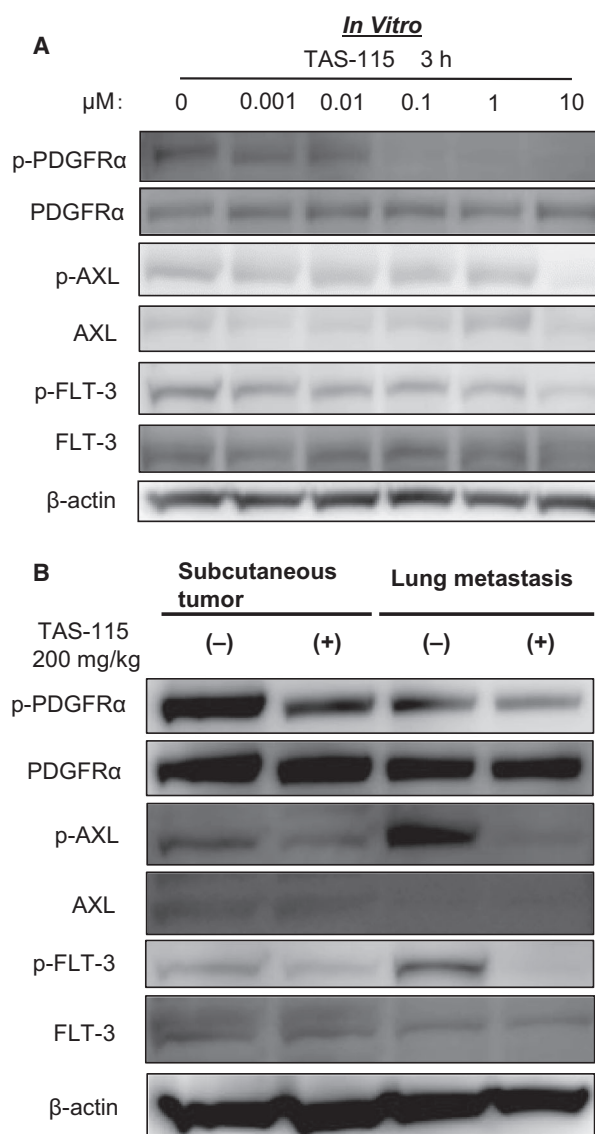 In Vitro
A
TAS-115 3 h
μM: 0 0.001 0.01 0.1 1 10
p-PDGFRα
PDGFRα
p-AXL
AXL
p-FLT-3
FLT-3
β-actin
B
Subcutaneous tumor
Lung metastasis
TAS-115
200 mg/kg
(–) (+) (–) (+)
p-PDGFRα
PDGFRα
p-AXL
AXL
p-FLT-3
FLT-3
β-actin